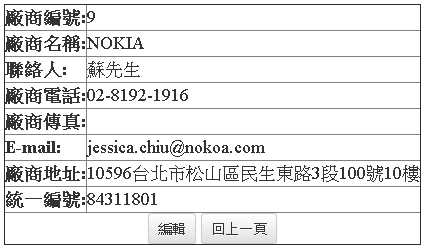 廠商編號:9
廠商名稱:NOKIA
聯絡人: 蘇先生
廠商電話:02-8192-1916
廠商傳真:
E-mail: jessica.chiu@nokoa.com
廠商地址:10596台北市松山區民生東路3段100號10樓
統一編號:84311801
編輯 回上一頁